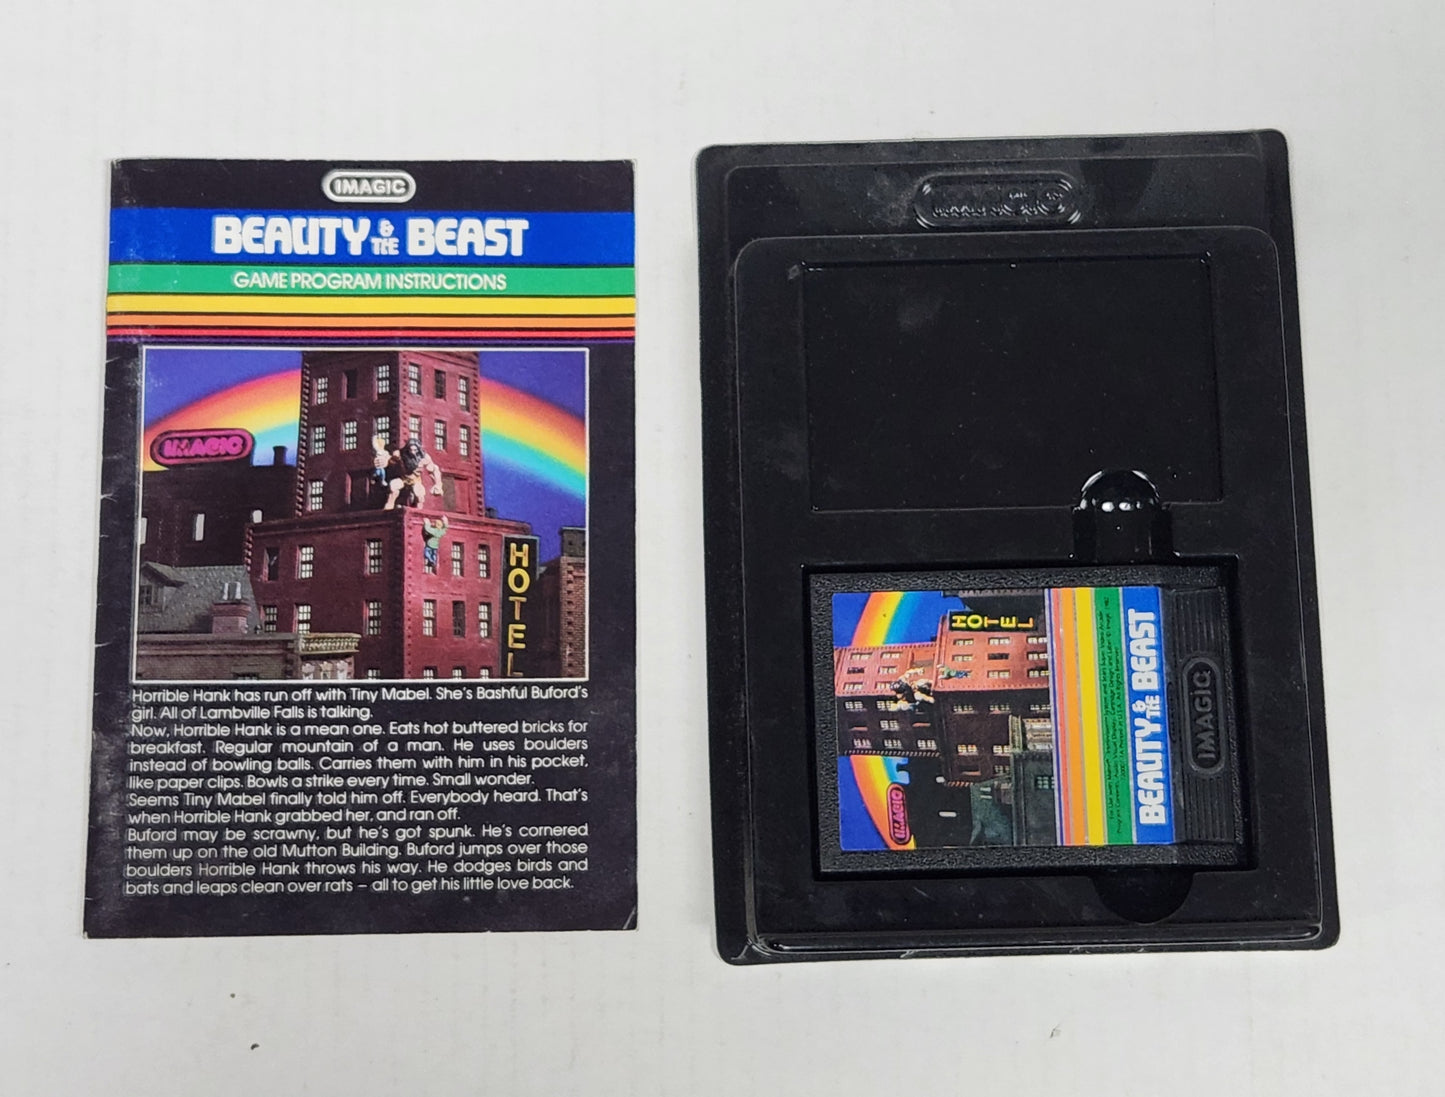 IMAGIC
BEAUTY & THE BEAST
GAME PROGRAM INSTRUCTIONS
IMAGIC
HOTEL
Horrible Hank has run off with Tiny Mabel. She's Bashful Buford's
girl. All of Lambville Falls is talking.
Now, Horrible Hank is a mean one. Eats hot buttered bricks for
breakfast. Regular mountain of a man. He uses boulders
instead of bowling balls. Carries them with him in his pocket,
like paper clips. Bowls a strike every time. Small wonder.
Seems Tiny Mabel finally told him off. Everybody heard. That's
when Horrible Hank grabbed her, and ran off.
Buford may be scrawny, but he's got spunk. He's cornered
them up on the old Mutton Building. Buford jumps over those
boulders Horrible Hank throws his way. He dodges birds and
bats and leaps clean over rats – all to get his little love back.
IMAGIC
HOTEL
IMAGIC
BEAUTY & THE BEAST
IMAGIC